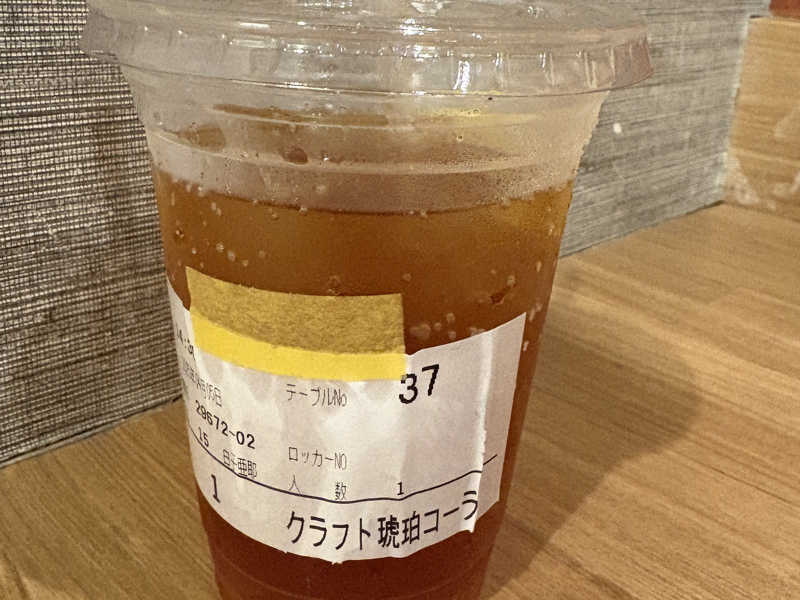 テーブルNo 37
29672-02
ロッカーNO
15
人数 1
1 クラフト琥珀コーラ